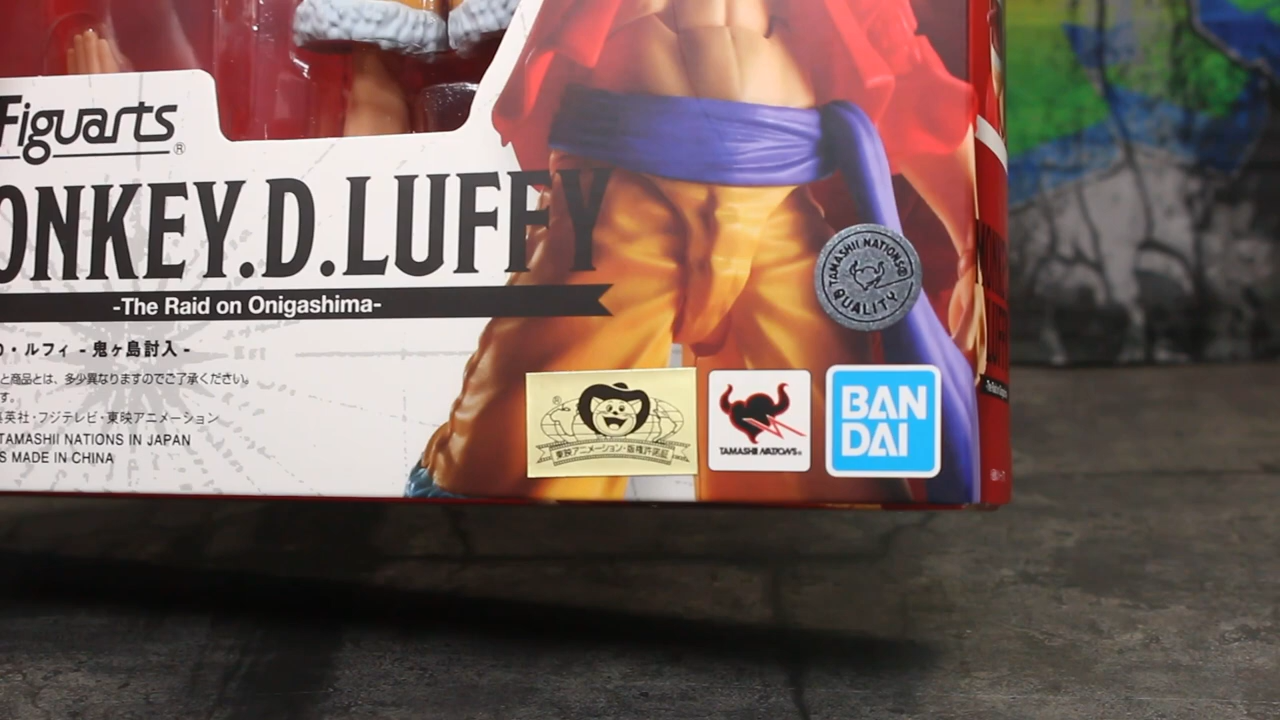 Figuarts®
ONKEY.D.LUFFY
-The Raid on Onigashima-
・ルフィ - 鬼ヶ島討入 -
と商品とは、多少異なりますのでご了承ください。
す。
英社・フジテレビ・東映アニメーション
TAMASHII NATIONS IN JAPAN
S MADE IN CHINA
TAMASHII NATIONS®
QUALITY
®
東映アニメーション・版権許諾証
TAMASHII NATIONS®
BAN
DAI